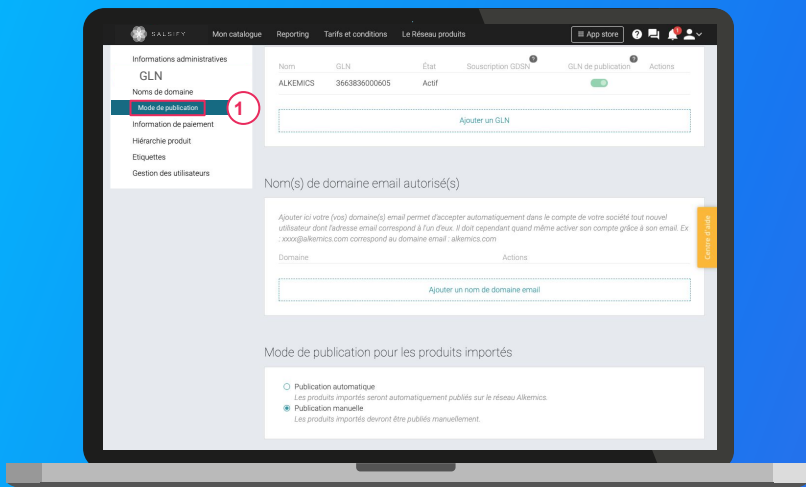 SALSIFY
Mon catalogue
Reporting
Tarifs et conditions
Le Réseau produits
App store
?
1
Informations administratives
GLN
Noms de domaine
Mode de publication
1
Information de paiement
Hiérarchie produit
Etiquettes
Gestion des utilisateurs
Nom GLN État Souscription GDSN ? GLN de publication ? Actions
ALKEMICS 3663836000605 Actif
Ajouter un GLN
Nom(s) de domaine email autorisé(s)
Ajouter ici votre (vos) domaine(s) email permet d'accepter automatiquement dans le compte de votre société tout nouvel
utilisateur dont l'adresse email correspond à l'un d'eux. Il doit cependant quand même activer son compte grâce à son email. Ex
: xxxx@alkemics.com correspond au domaine email : alkemics.com
Domaine Actions
Ajouter un nom de domaine email
Centre d'aide
Mode de publication pour les produits importés
Publication automatique
Les produits importés seront automatiquement publiés sur le réseau Alkemics.
Publication manuelle
Les produits importés devront être publiés manuellement.